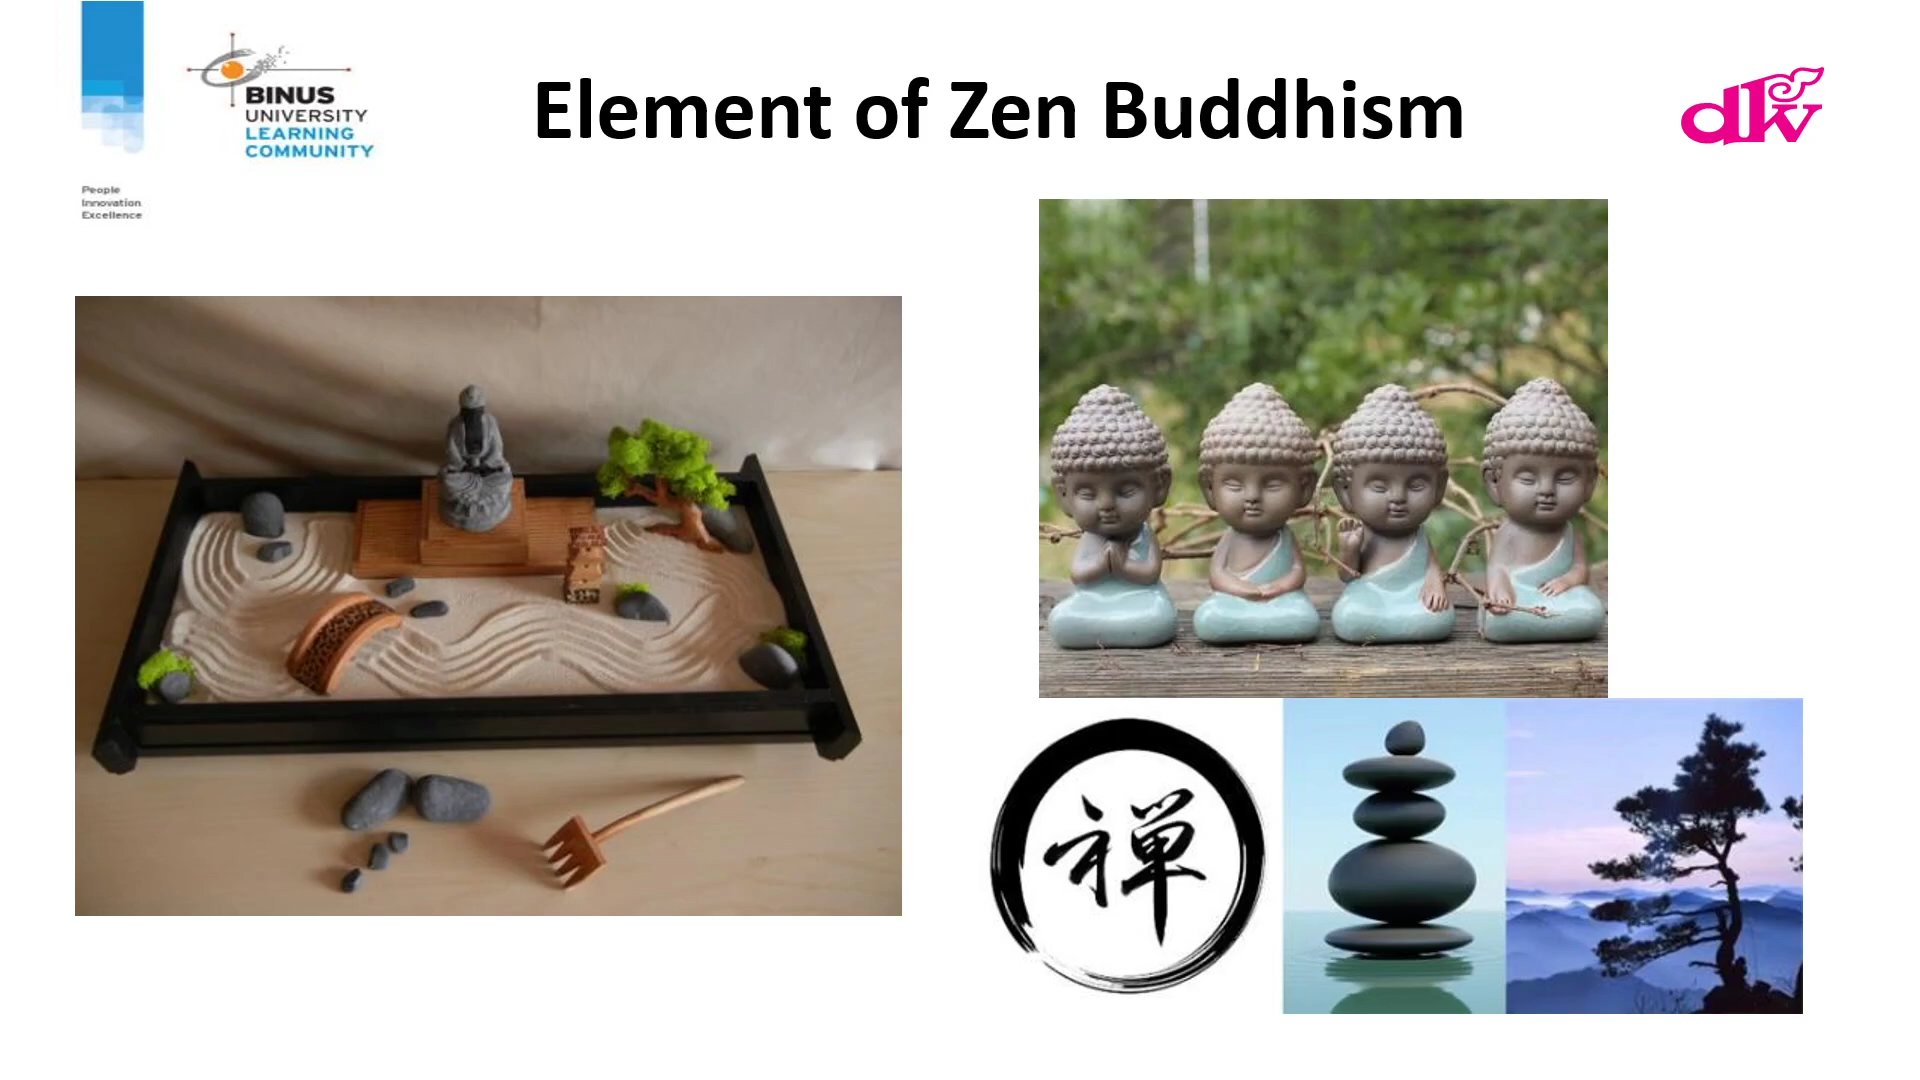 BINUS
UNIVERSITY
LEARNING
COMMUNITY
Element of Zen Buddhism
dkv
People
Innovation
Excellence
禅